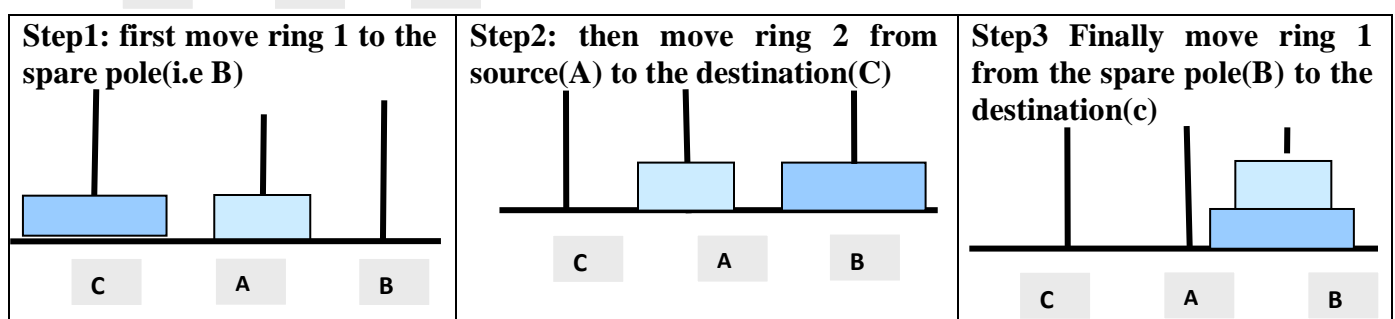 Step1: first move ring 1 to the
spare pole(i.e B)
C A B
Step2: then move ring 2 from
source(A) to the destination(C)
C A B
Step3 Finally move ring 1
from the spare pole(B) to the
destination(c)
C A B